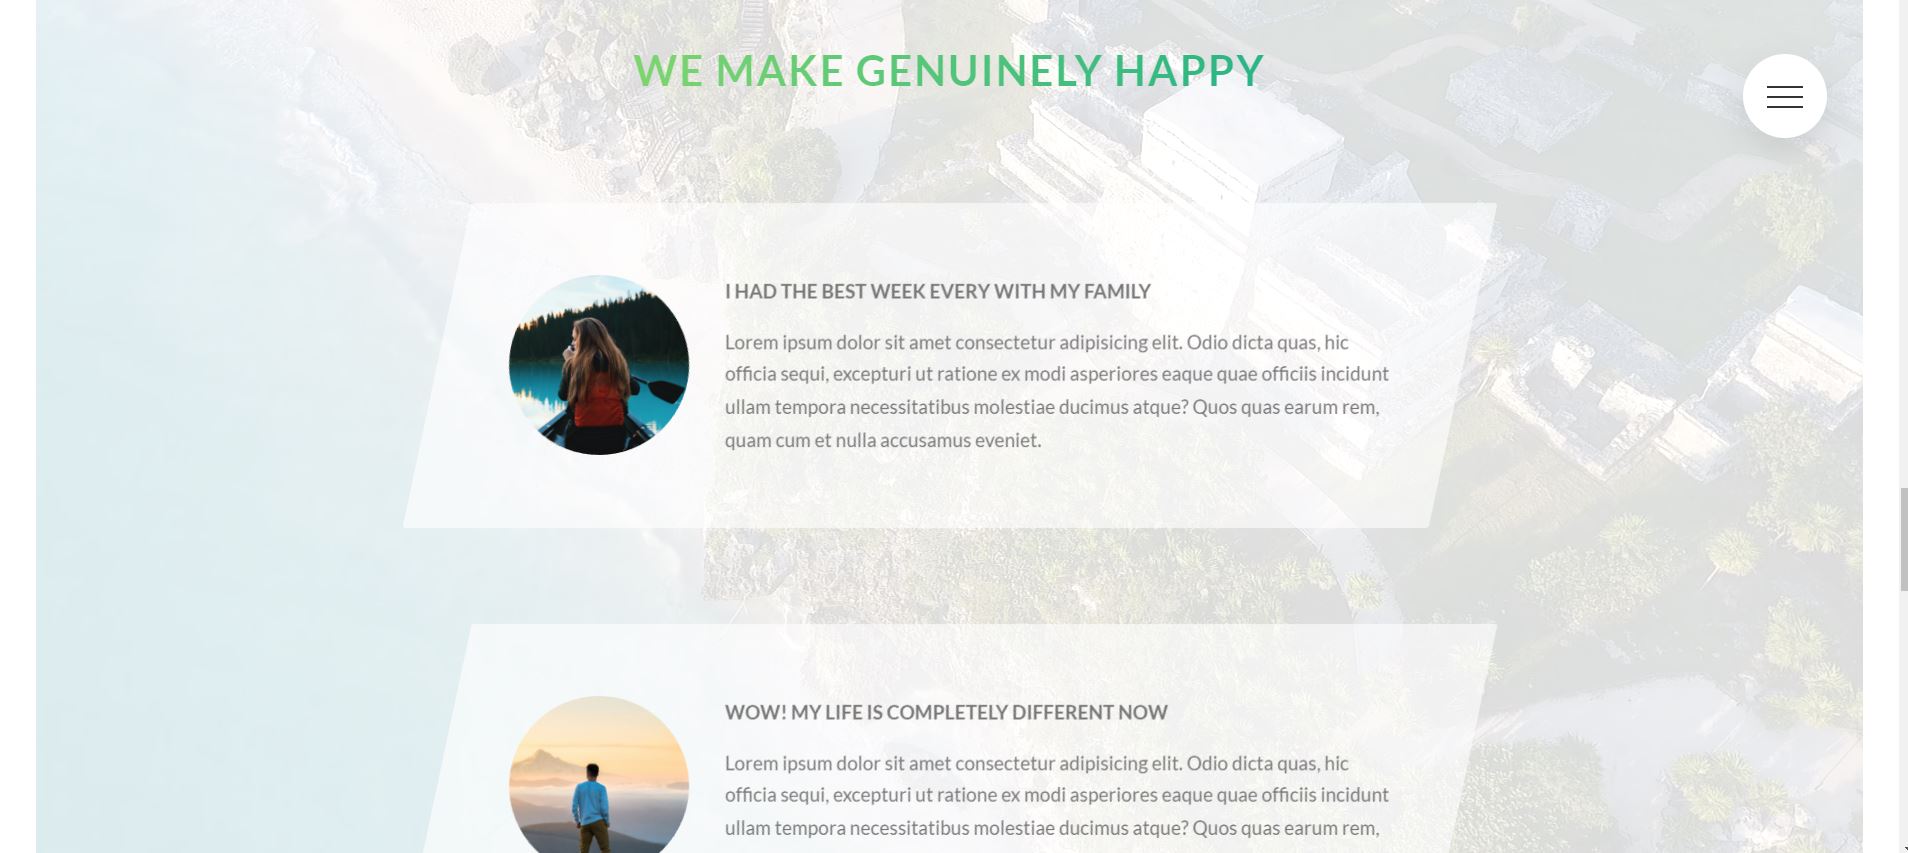 WE MAKE GENUINELY HAPPY
I HAD THE BEST WEEK EVERY WITH MY FAMILY
Lorem ipsum dolor sit amet consectetur adipisicing elit. Odio dicta quas, hic
officia sequi, excepturi ut ratione ex modi asperiores eaque quae officiis incidunt
ullam tempora necessitatibus molestiae ducimus atque? Quos quas earum rem,
quam cum et nulla accusamus eveniet.
WOW! MY LIFE IS COMPLETELY DIFFERENT NOW
Lorem ipsum dolor sit amet consectetur adipisicing elit. Odio dicta quas, hic
officia sequi, excepturi ut ratione ex modi asperiores eaque quae officiis incidunt
ullam tempora necessitatibus molestiae ducimus atque? Quos quas earum rem,